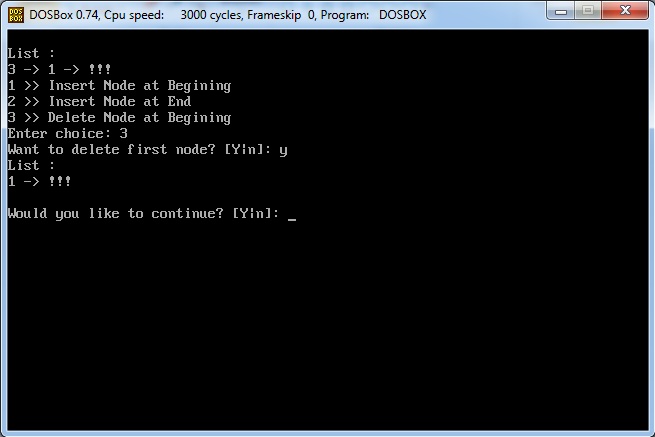 DOS
BOX
DOSBox 0.74, Cpu speed: 3000 cycles, Frameskip 0, Program: DOSBOX
List :
3 -> 1 -> !!!
1 >> Insert Node at Begining
2 >> Insert Node at End
3 >> Delete Node at Begining
Enter choice: 3
Want to delete first node? [Y|n]: y
List :
1 -> !!!
Would you like to continue? [Y|n]: _